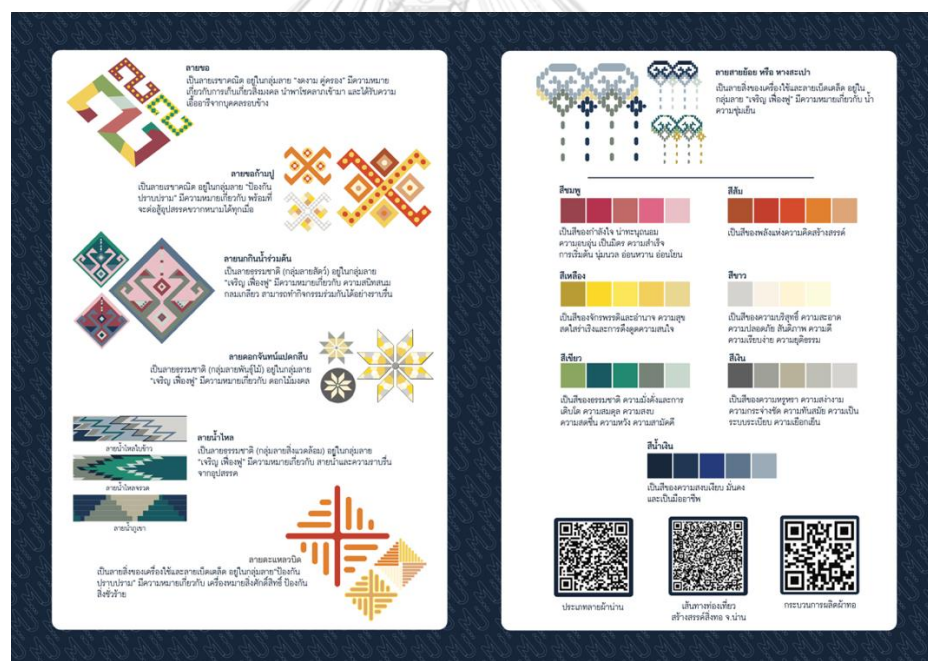 ลายขอ
เป็นลายเรขาคณิต อยู่ในกลุ่มลาย "งดงาม คู่ครอง" มีความหมาย
เกี่ยวกับการเก็บเกี่ยวสิ่งมงคล นำพาโชคลาภเข้ามา และได้รับความ
เอื้ออารีจากบุคคลรอบข้าง
ลายขอก้ามปู
เป็นลายเรขาคณิต อยู่ในกลุ่มลาย "ป้องกัน
ปราบปราม" มีความหมายเกี่ยวกับ พร้อมที่
จะต่อสู้อุปสรรคขวากหนามได้ทุกเมื่อ
ลายนกกินน้ำร่วมต้น
เป็นลายธรรมชาติ (กลุ่มลายสัตว์) อยู่ในกลุ่มลาย
"เจริญ เฟื่องฟู" มีความหมายเกี่ยวกับ ความสนิทสนม
กลมเกลียว สามารถทำกิจกรรมร่วมกันได้อย่างราบรื่น
ลายดอกจันทน์แปดกลีบ
เป็นลายธรรมชาติ (กลุ่มลายพันธุ์ไม้) อยู่ในกลุ่มลาย
"เจริญ เฟื่องฟู" มีความหมายเกี่ยวกับ ดอกไม้มงคล
ลายน้ำไหล
เป็นลายธรรมชาติ (กลุ่มลายสิ่งแวดล้อม) อยู่ในกลุ่มลาย
"เจริญ เฟื่องฟู" มีความหมายเกี่ยวกับ สายน้ำและความราบรื่น
จากอุปสรรค
ลายน้ำไหลใบข้าว
ลายน้ำไหลจรวด
ลายน้ำภูเขา
ลายตะแหลวบิด
เป็นลายสิ่งของเครื่องใช้และลายเบ็ดเตล็ด อยู่ในกลุ่มลาย"ป้องกัน
ปราบปราม" มีความหมายเกี่ยวกับ เครื่องหมายสิ่งศักดิ์สิทธิ์ ป้องกัน
สิ่งชั่วร้าย
ลายสายย้อย หรือ หางสะเปา
เป็นลายสิ่งของเครื่องใช้และลายเบ็ดเตล็ด อยู่ใน
กลุ่มลาย "เจริญ เฟื่องฟู" มีความหมายเกี่ยวกับ น้ำ
ความชุ่มเย็น
สีชมพู
เป็นสีของกำลังใจ น่าทะนุถนอม
ความอบอุ่น เป็นมิตร ความสำเร็จ
การเริ่มต้น นุ่มนวล อ่อนหวาน อ่อนโยน
สีส้ม
เป็นสีของพลังแห่งความคิดสร้างสรรค์
สีเหลือง
เป็นสีของจักรพรรดิและอำนาจ ความสุข
สดใสร่าเริงและการดึงดูดความสนใจ
สีขาว
เป็นสีของความบริสุทธิ์ ความสะอาด
ความปลอดภัย สันติภาพ ความดี
ความเรียบง่าย ความยุติธรรม
สีเขียว
เป็นสีของธรรมชาติ ความมั่งคั่งและการ
เติบโต ความสมดุล ความสงบ
ความสดชื่น ความหวัง ความสามัคคี
สีเงิน
เป็นสีของความหรูหรา ความสง่างาม
ความกระจ่างชัด ความทันสมัย ความเป็น
ระบบระเบียบ ความเยือกเย็น
สีน้ำเงิน
เป็นสีของความสงบเงียบ มั่นคง
และเป็นมืออาชีพ
ประเภทลายผ้าน่าน
เส้นทางท่องเที่ยว
สร้างสรรค์สิ่งทอ จ.น่าน
กระบวนการผลิตผ้าทอ